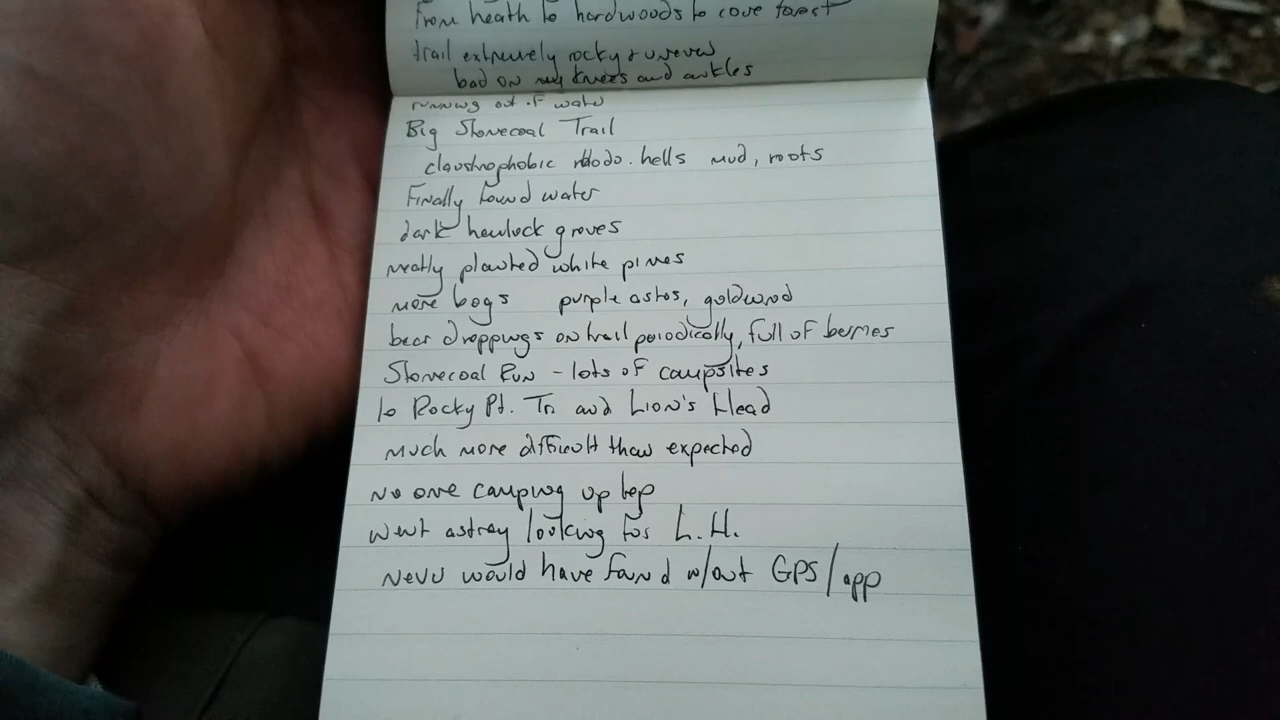 From heath to hardwoods to cove forest
trail extremely rocky & uneven
bad on my knees and ankles
running out of water
Big Stonecoal Trail
claustrophobic rhodo. hells mud, roots
Finally found water
dark hemlock groves
neatly planted white pines
more bogs purple asters, goldenrod
bear droppings on trail periodically, full of berries
Stonecoal Run - lots of campsites
to Rocky Pt. Tr. and Lion's Head
much more difficult than expected
No one camping up top
Went astray looking for L.H.
Never would have found w/out GPS/app